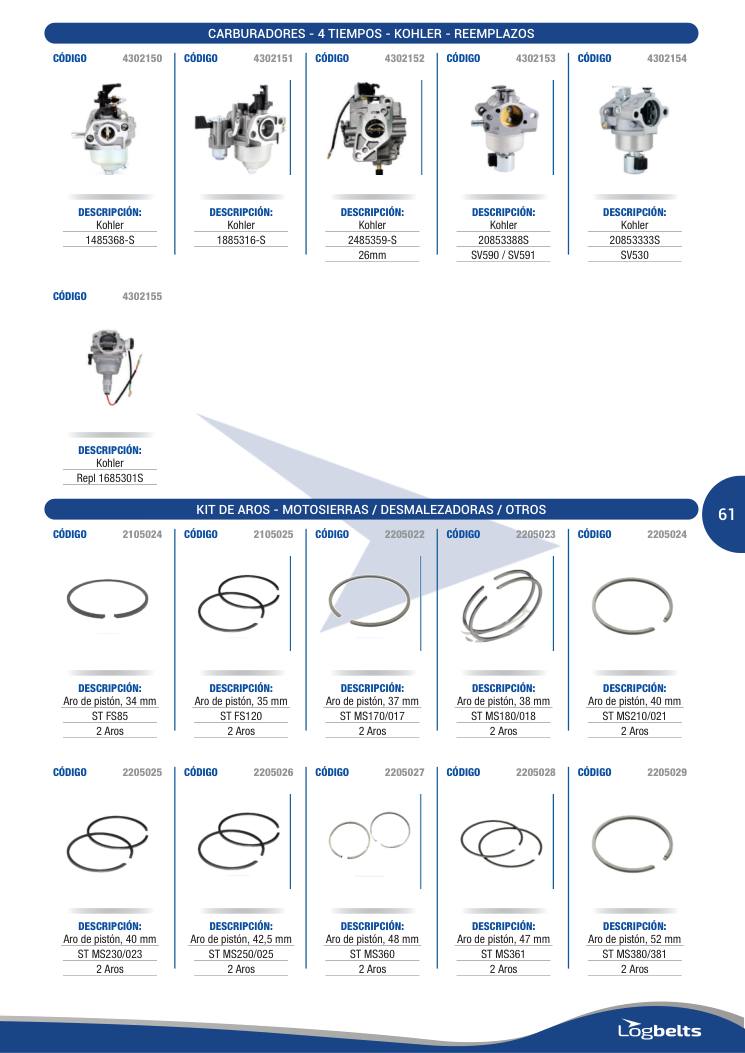 CARBURADORES - 4 TIEMPOS - KOHLER - REEMPLAZOS
CÓDIGO 4302150
DESCRIPCIÓN:
Kohler
1485368-S
CÓDIGO 4302151
DESCRIPCIÓN:
Kohler
1885316-S
CÓDIGO 4302152
DESCRIPCIÓN:
Kohler
2485359-S
26mm
CÓDIGO 4302153
DESCRIPCIÓN:
Kohler
20853388S
SV590 / SV591
CÓDIGO 4302154
DESCRIPCIÓN:
Kohler
20853333S
SV530
CÓDIGO 4302155
DESCRIPCIÓN:
Kohler
Repl 1685301S
61
KIT DE AROS - MOTOSIERRAS / DESMALEZADORAS / OTROS
CÓDIGO 2105024
DESCRIPCIÓN:
Aro de pistón, 34 mm
ST FS85
2 Aros
CÓDIGO 2105025
DESCRIPCIÓN:
Aro de pistón, 35 mm
ST FS120
2 Aros
CÓDIGO 2205022
DESCRIPCIÓN:
Aro de pistón, 37 mm
ST MS170/017
2 Aros
CÓDIGO 2205023
DESCRIPCIÓN:
Aro de pistón, 38 mm
ST MS180/018
2 Aros
CÓDIGO 2205024
DESCRIPCIÓN:
Aro de pistón, 40 mm
ST MS210/021
2 Aros
CÓDIGO 2205025
DESCRIPCIÓN:
Aro de pistón, 40 mm
ST MS230/023
2 Aros
CÓDIGO 2205026
DESCRIPCIÓN:
Aro de pistón, 42,5 mm
ST MS250/025
2 Aros
CÓDIGO 2205027
DESCRIPCIÓN:
Aro de pistón, 48 mm
ST MS360
2 Aros
CÓDIGO 2205028
DESCRIPCIÓN:
Aro de pistón, 47 mm
ST MS361
2 Aros
CÓDIGO 2205029
DESCRIPCIÓN:
Aro de pistón, 52 mm
ST MS380/381
2 Aros
Logbelts